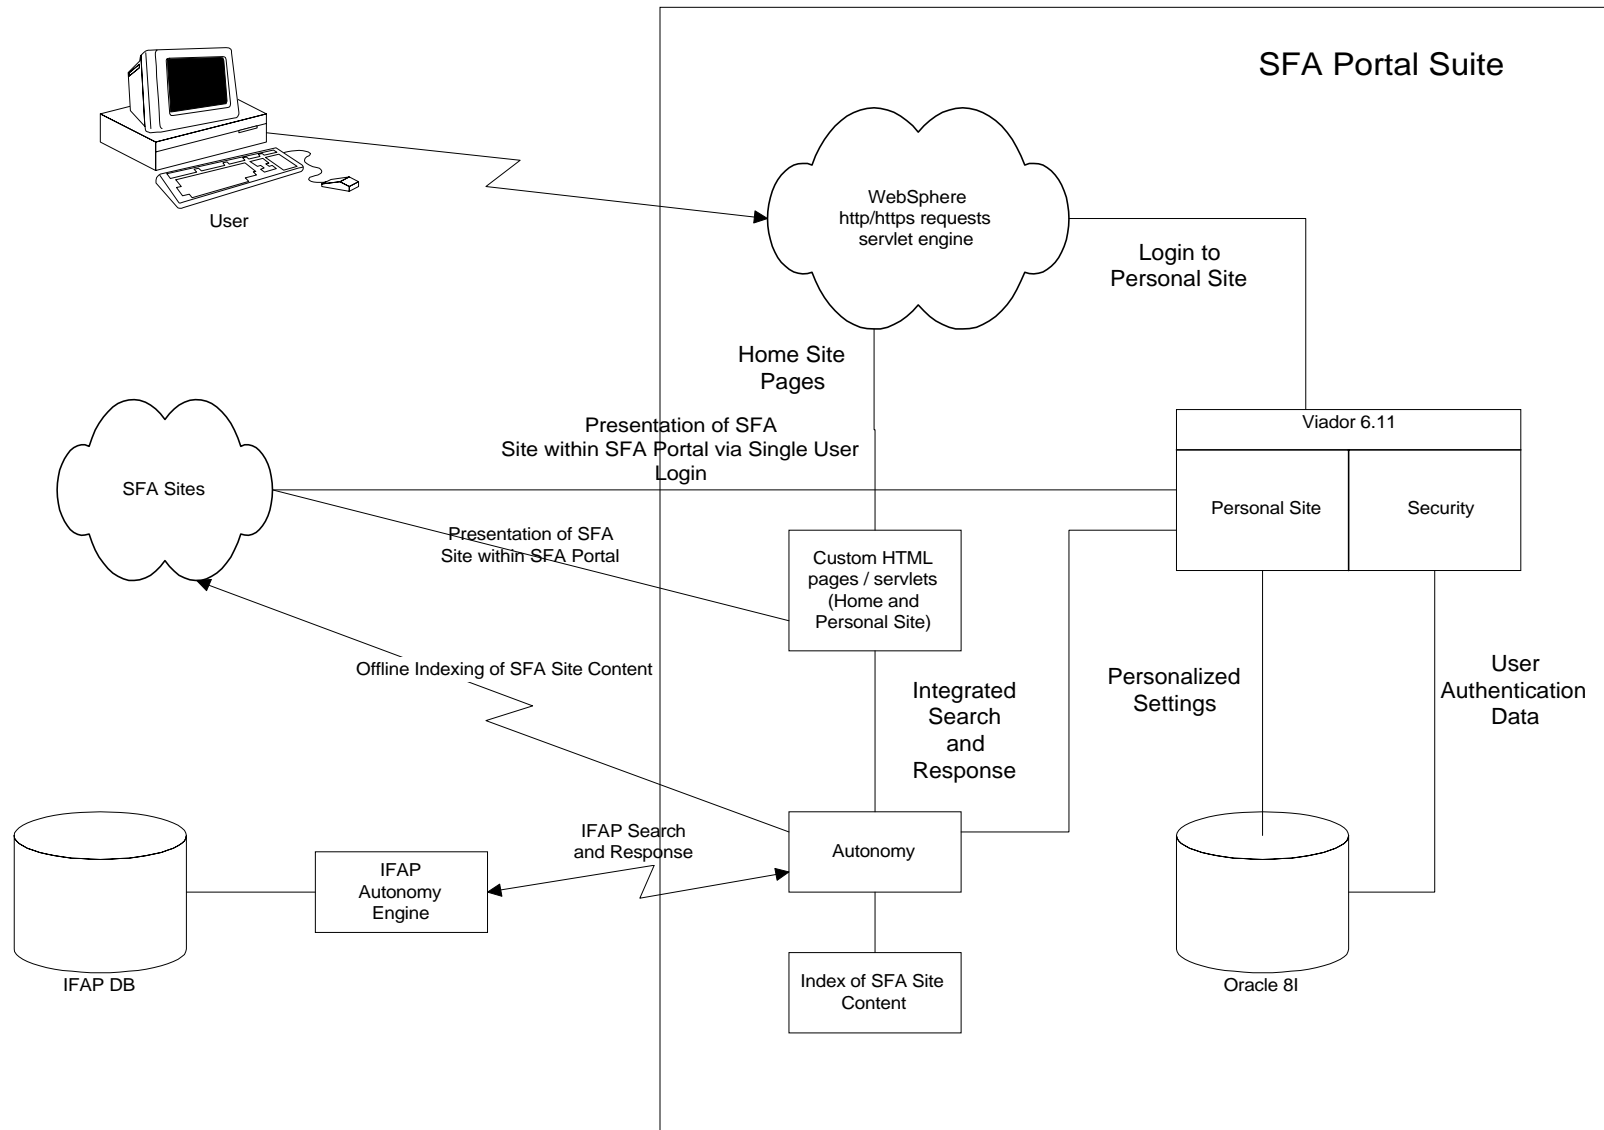 SFA Portal Suite
User
WebSphere
http/https requests
servlet engine
Login to
Personal Site
Home Site
Pages
Presentation of SFA
Site within SFA Portal via Single User
Login
Viador 6.11
SFA Sites
Personal Site
Security
Presentation of SFA
Site within SFA Portal
Custom HTML
pages / servlets
(Home and
Personal Site)
Offline Indexing of SFA Site Content
Integrated
Search
and
Response
Personalized
Settings
User
Authentication
Data
IFAP Search
and Response
Autonomy
IFAP
Autonomy
Engine
IFAP DB
Index of SFA Site
Content
Oracle 8I